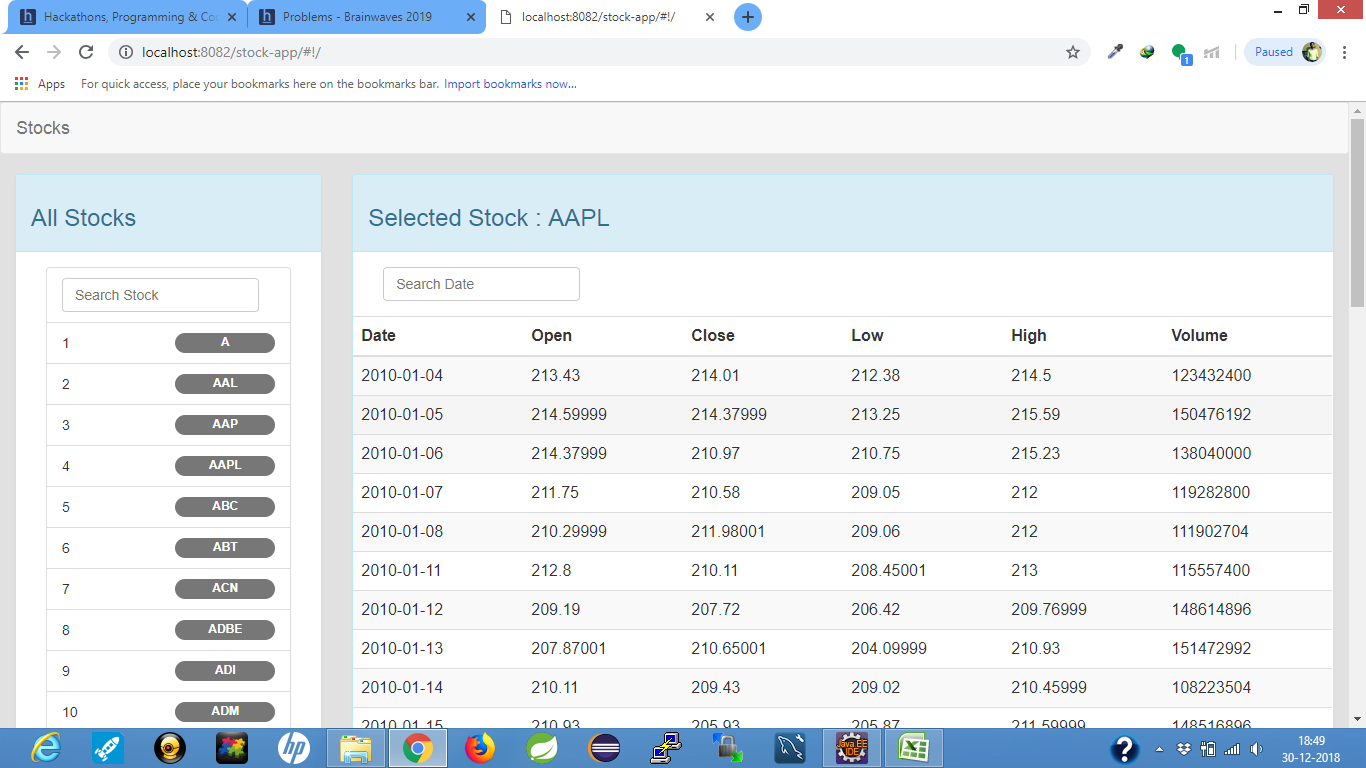 Hackathons, Programming & Co
Problems - Brainwaves 2019
localhost:8082/stock-app/#!/
localhost:8082/stock-app/#!/
1
Paused
Apps For quick access, place your bookmarks here on the bookmarks bar. Import bookmarks now...
Stocks
All Stocks
Search Stock
1 A
2 AAL
3 AAP
4 AAPL
5 ABC
6 ABT
7 ACN
8 ADBE
9 ADI
10 ADM
Selected Stock : AAPL
Search Date
Date Open Close Low High Volume
2010-01-04 213.43 214.01 212.38 214.5 123432400
2010-01-05 214.59999 214.37999 213.25 215.59 150476192
2010-01-06 214.37999 210.97 210.75 215.23 138040000
2010-01-07 211.75 210.58 209.05 212 119282800
2010-01-08 210.29999 211.98001 209.06 212 111902704
2010-01-11 212.8 210.11 208.45001 213 115557400
2010-01-12 209.19 207.72 206.42 209.76999 148614896
2010-01-13 207.87001 210.65001 204.09999 210.93 151472992
2010-01-14 210.11 209.43 209.02 210.45999 108223504
2010-01-15 210.93 205.93 205.87 211.59999 148516896
hp
Java EE
IDE
18:49
30-12-2018